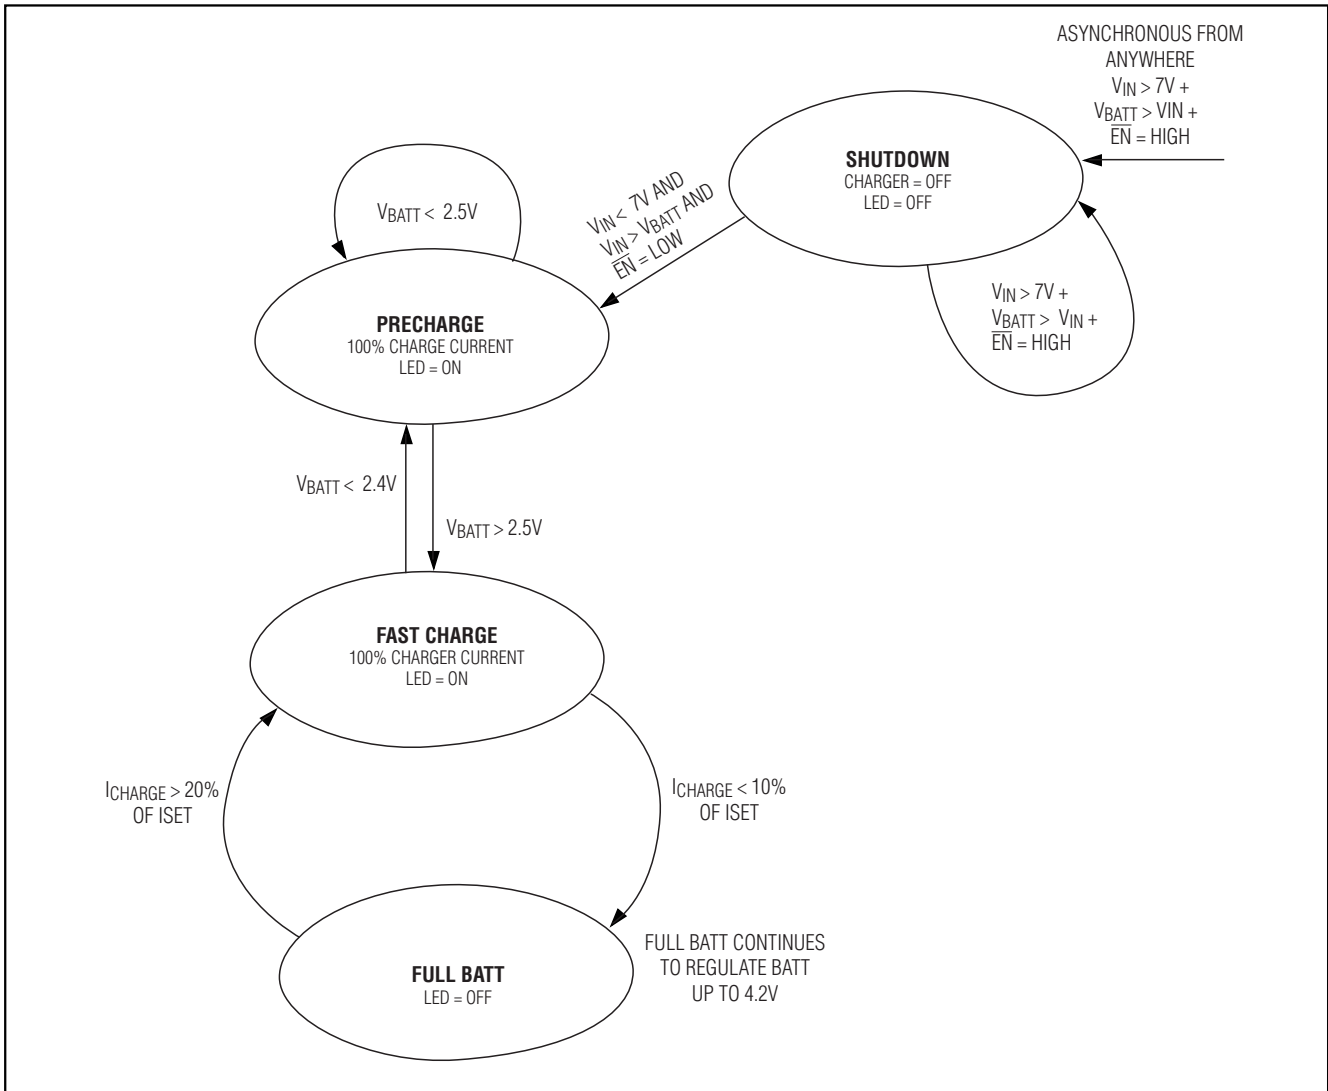 ASYNCHRONOUS FROM
ANYWHERE
VIN > 7V +
VBATT > VIN +
E̅N̅ = HIGH
SHUTDOWN
CHARGER = OFF
LED = OFF
VIN < 7V AND
VIN > VBATT AND
E̅N̅ = LOW
VBATT < 2.5V
VIN > 7V +
VBATT > VIN +
E̅N̅ = HIGH
PRECHARGE
100% CHARGE CURRENT
LED = ON
VBATT < 2.4V
VBATT > 2.5V
FAST CHARGE
100% CHARGER CURRENT
LED = ON
ICHARGE > 20%
OF ISET
ICHARGE < 10%
OF ISET
FULL BATT
LED = OFF
FULL BATT CONTINUES
TO REGULATE BATT
UP TO 4.2V